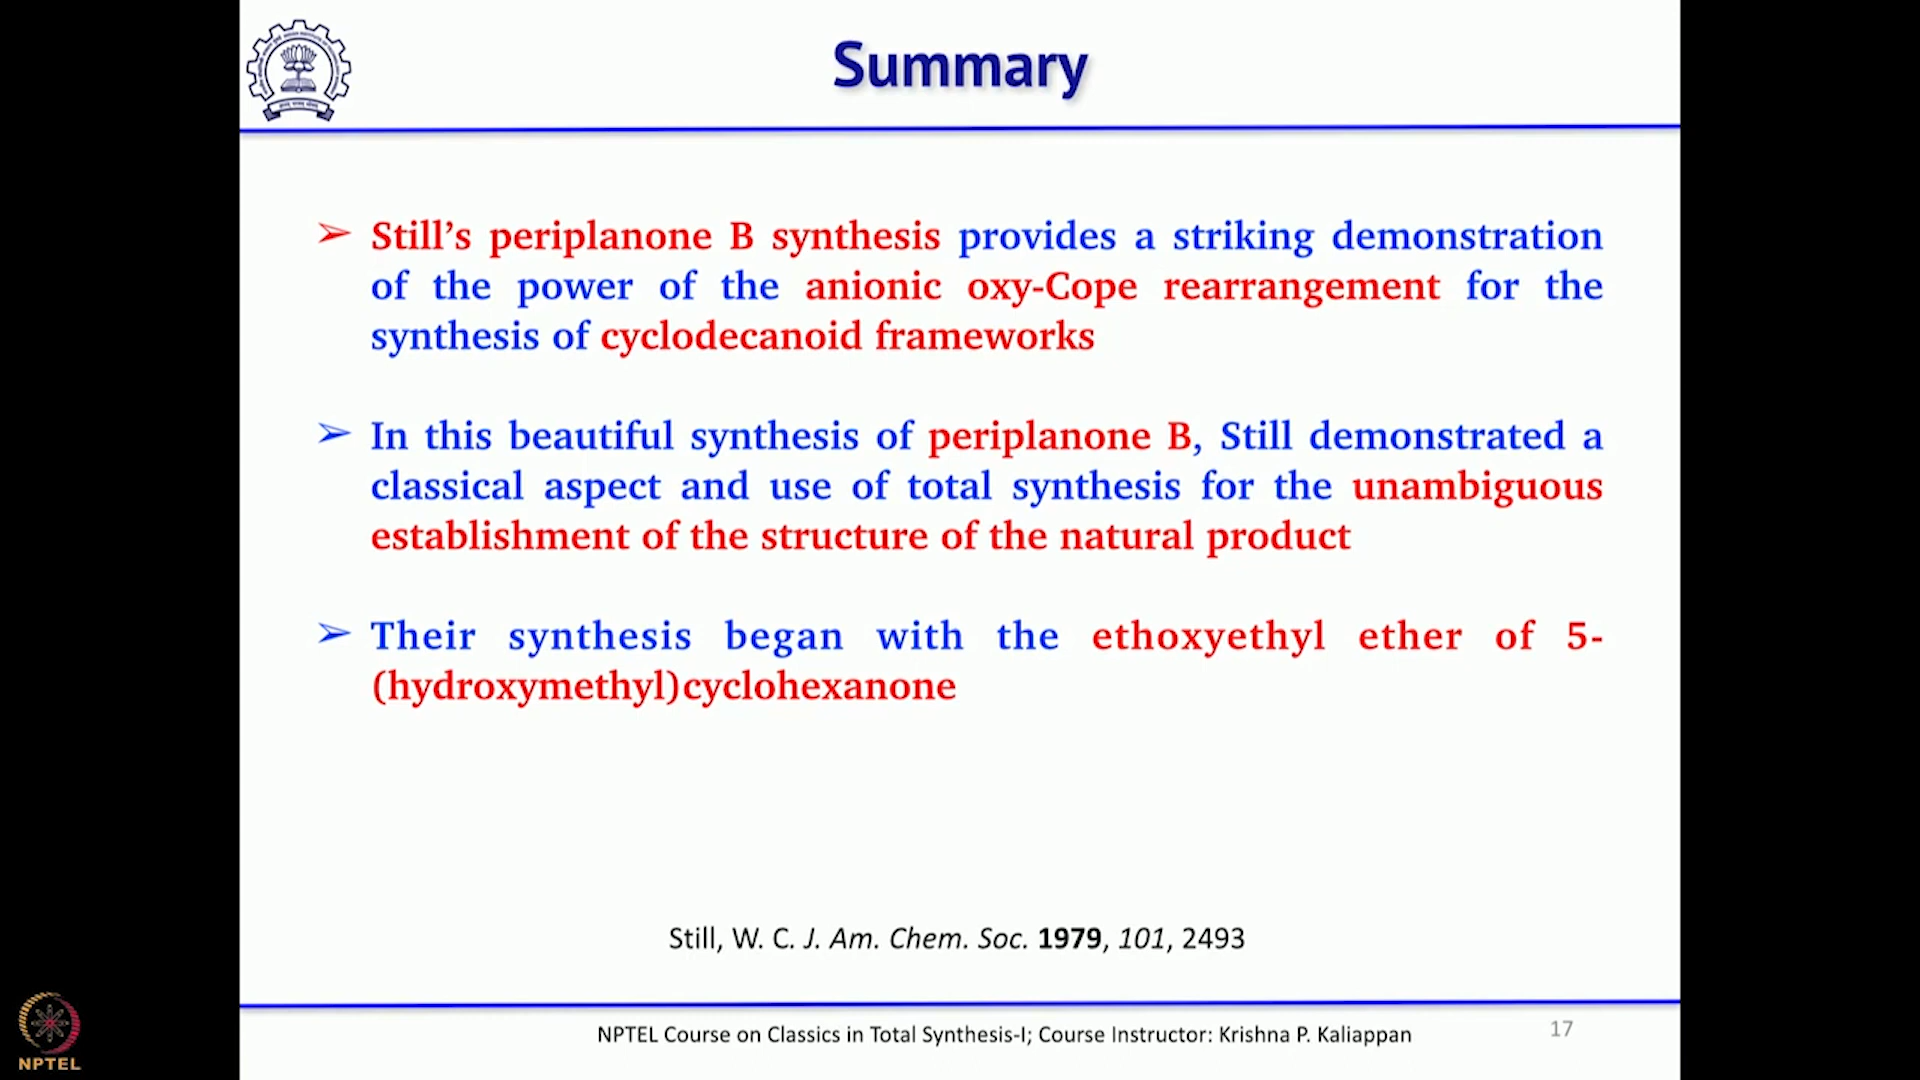 Summary
➢ Still’s periplanone B synthesis provides a striking demonstration
of the power of the anionic oxy-Cope rearrangement for the
synthesis of cyclodecanoid frameworks
➢ In this beautiful synthesis of periplanone B, Still demonstrated a
classical aspect and use of total synthesis for the unambiguous
establishment of the structure of the natural product
➢ Their synthesis began with the ethoxyethyl ether of 5-
(hydroxymethyl)cyclohexanone
Still, W. C. J. Am. Chem. Soc. 1979, 101, 2493
NPTEL Course on Classics in Total Synthesis-I; Course Instructor: Krishna P. Kaliappan
17
NPTEL